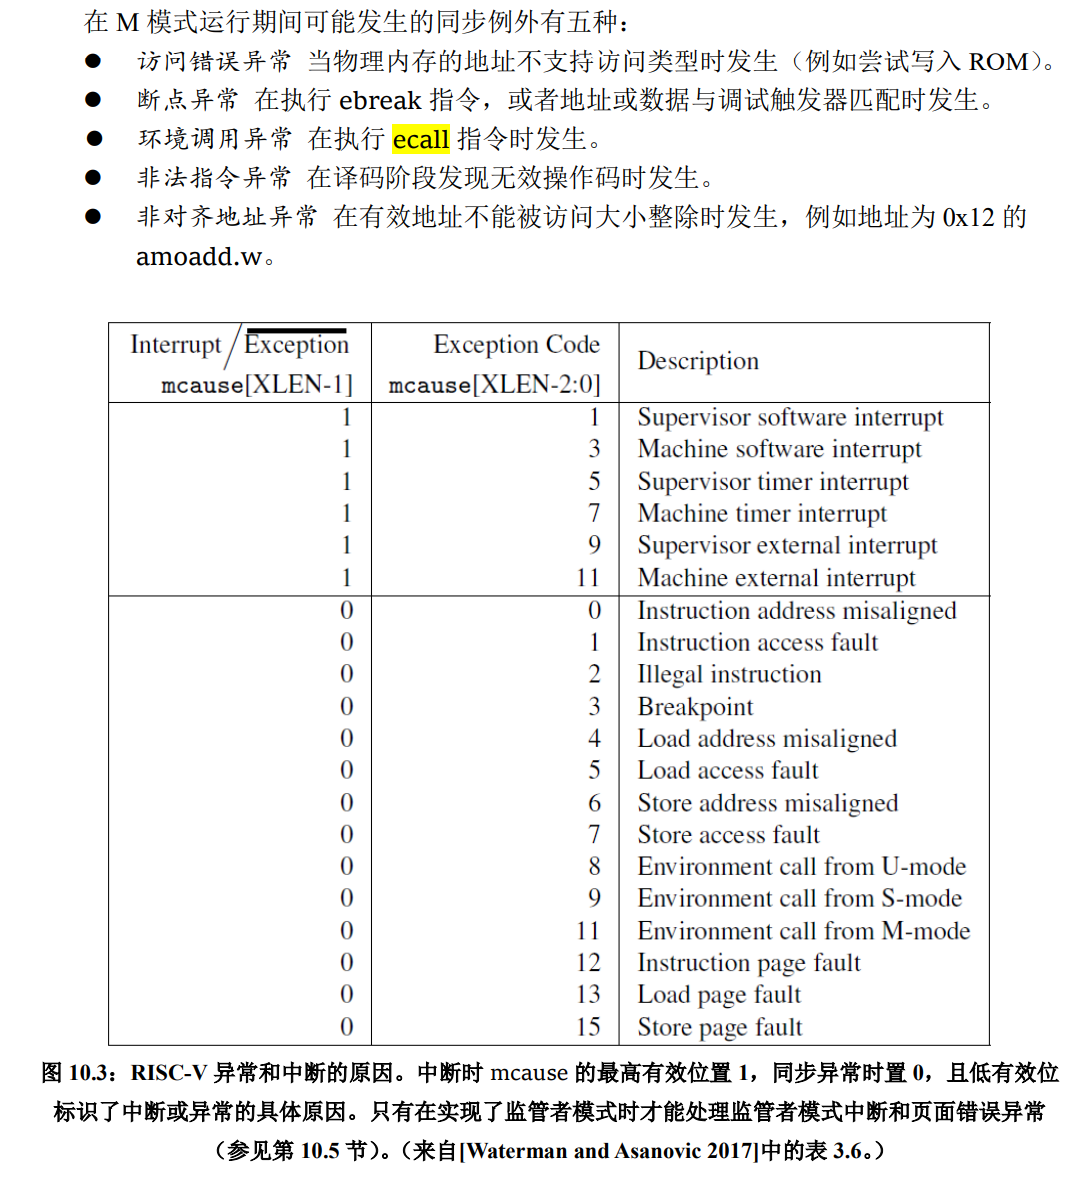 在 M 模式运行期间可能发生的同步例外有五种：
● 访问错误异常 当物理内存的地址不支持访问类型时发生（例如尝试写入 ROM）。
● 断点异常 在执行 ebreak 指令，或者地址或数据与调试触发器匹配时发生。
● 环境调用异常 在执行 ecall 指令时发生。
● 非法指令异常 在译码阶段发现无效操作码时发生。
● 非对齐地址异常 在有效地址不能被访问大小整除时发生，例如地址为 0x12 的
amoadd.w。
Interrupt / Exception Exception Code Description
mcause[XLEN-1] mcause[XLEN-2:0]
1 1 Supervisor software interrupt
1 3 Machine software interrupt
1 5 Supervisor timer interrupt
1 7 Machine timer interrupt
1 9 Supervisor external interrupt
1 11 Machine external interrupt
0 0 Instruction address misaligned
0 1 Instruction access fault
0 2 Illegal instruction
0 3 Breakpoint
0 4 Load address misaligned
0 5 Load access fault
0 6 Store address misaligned
0 7 Store access fault
0 8 Environment call from U-mode
0 9 Environment call from S-mode
0 11 Environment call from M-mode
0 12 Instruction page fault
0 13 Load page fault
0 15 Store page fault
图 10.3：RISC-V 异常和中断的原因。中断时 mcause 的最高有效位置 1，同步异常时置 0，且低有效位
标识了中断或异常的具体原因。只有在实现了监管者模式时才能处理监管者模式中断和页面错误异常
（参见第 10.5 节）。（来自[Waterman and Asanovic 2017]中的表 3.6。）